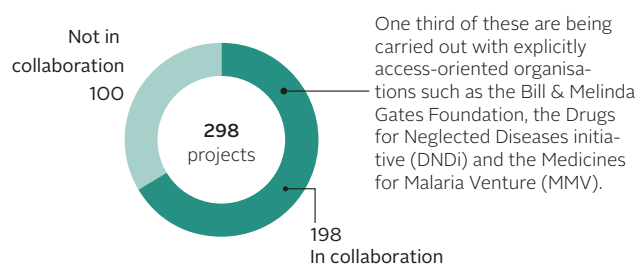 Not in
collaboration
100
298
projects
One third of these are being
carried out with explicitly
access-oriented organisa-
tions such as the Bill & Melinda
Gates Foundation, the Drugs
for Neglected Diseases initia-
tive (DNDi) and the Medicines
for Malaria Venture (MMV).
198
In collaboration